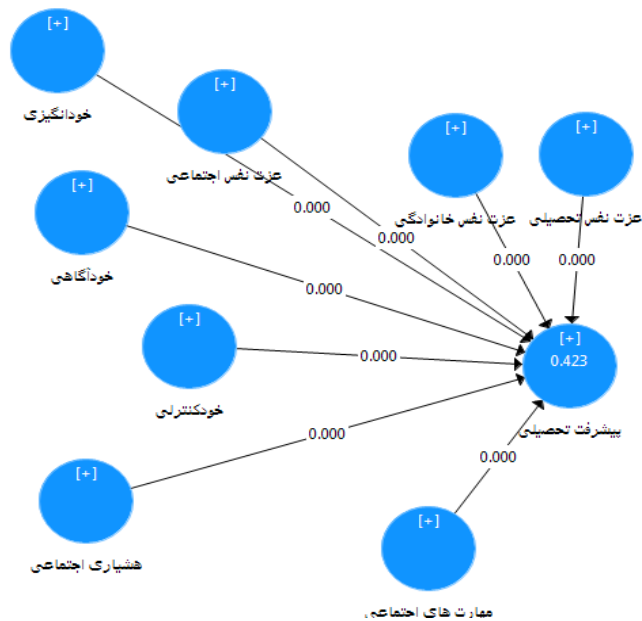 [+]
خودانگیزی
[+]
عزت نفس اجتماعی
[+]
عزت نفس خانوادگی
[+]
عزت نفس تحصیلی
[+]
خودآگاهی
0.000
0.000
0.000
0.000
0.000
[+]
خودکنترلی
0.000
[+]
0.423
پیشرفت تحصیلی
0.000
[+]
هشیاری اجتماعی
0.000
[+]
مهارت های اجتماعی